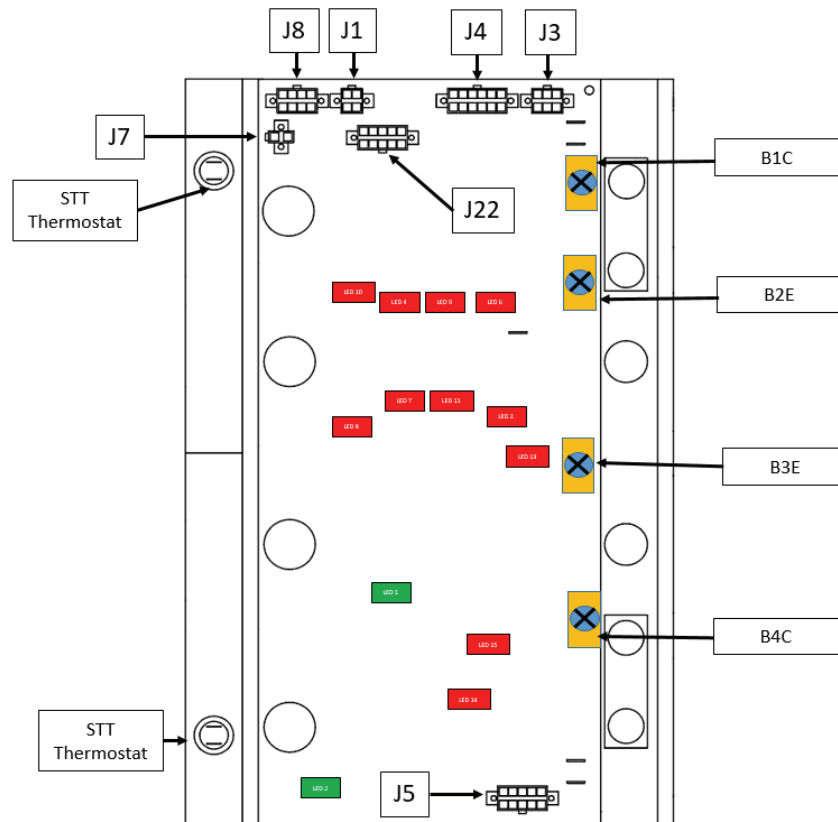 J8
J1
J4
J3
J7
B1C
STT
Thermostat
J22
B2E
LED 10
LED 4
LED 9
LED 6
LED 7
LED 11
LED 2
LED 8
LED 13
B3E
LED 1
B4C
LED 15
LED 14
STT
Thermostat
LED 2
J5